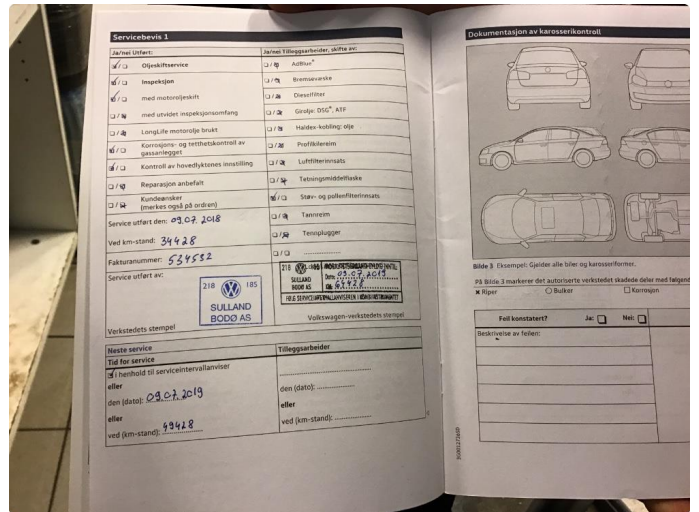 Servicebevis 1
Ja/nei Utført:
Oljeskiftservice
Inspeksjon
med motoroljeskift
med utvidet inspeksjonsomfang
LongLife motorolje brukt
Korrosjons- og tetthetskontroll av
gassanlegget
Kontroll av hovedlyktenes innstilling
Reparasjon anbefalt
Kundeønsker
(merkes også på ordren)
Service utført den: 09.07.2018
Ved km-stand: 34428
Fakturanummer: 534532
Service utført av:
218 185
SULLAND
BODØ AS
Verkstedets stempel
Ja/nei Tilleggsarbeider, skifte av:
AdBlue®
Bremsevæske
Dieselfilter
Girolje: DSG®, ATF
Haldex-kobling: olje
Profilkilereim
Luftfilterinnsats
Tetningsmiddelflaske
Støv- og pollenfilterinnsats
Tannreim
Tennplugger
218
SULLAND
BODØ AS
Dato: 09.07.2019
Volkswagen-verkstedets stempel
Neste service
Tid for service
i henhold til serviceintervallanviser
eller
den (dato): 09.07.2019
eller
ved (km-stand): 49428
Tilleggsarbeider
den (dato):
eller
ved (km-stand):
Dokumentasjon av karosserikontroll
Bilde 3 Eksempel: Gjelder alle biler og karosseriformer.
På Bilde 3 markerer det autoriserte verkstedet skadede deler med følgend
x Riper
Bulker
Korrosjon
Feil konstatert? Ja: Nei:
Beskrivelse av feilen: